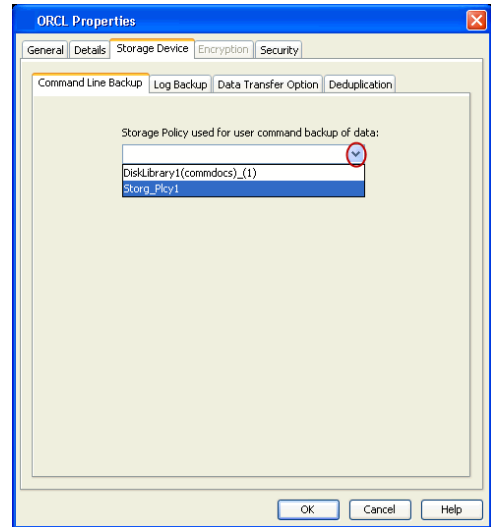 ORCL Properties
General Details Storage Device Encryption Security
Command Line Backup Log Backup Data Transfer Option Deduplication
Storage Policy used for user command backup of data:
DiskLibrary1(commdocs)_(1)
Storg_Plcy1
OK Cancel Help